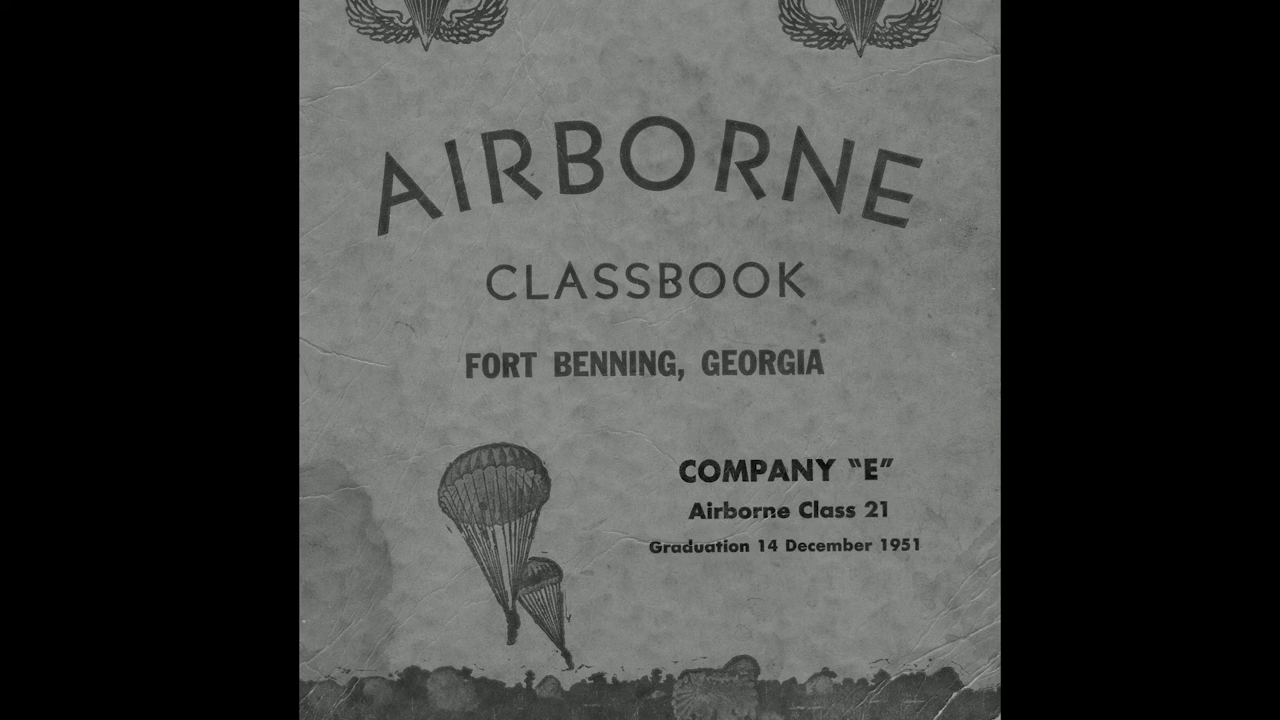 AIRBORNE
CLASSBOOK
FORT BENNING, GEORGIA
COMPANY "E"
Airborne Class 21
Graduation 14 December 1951